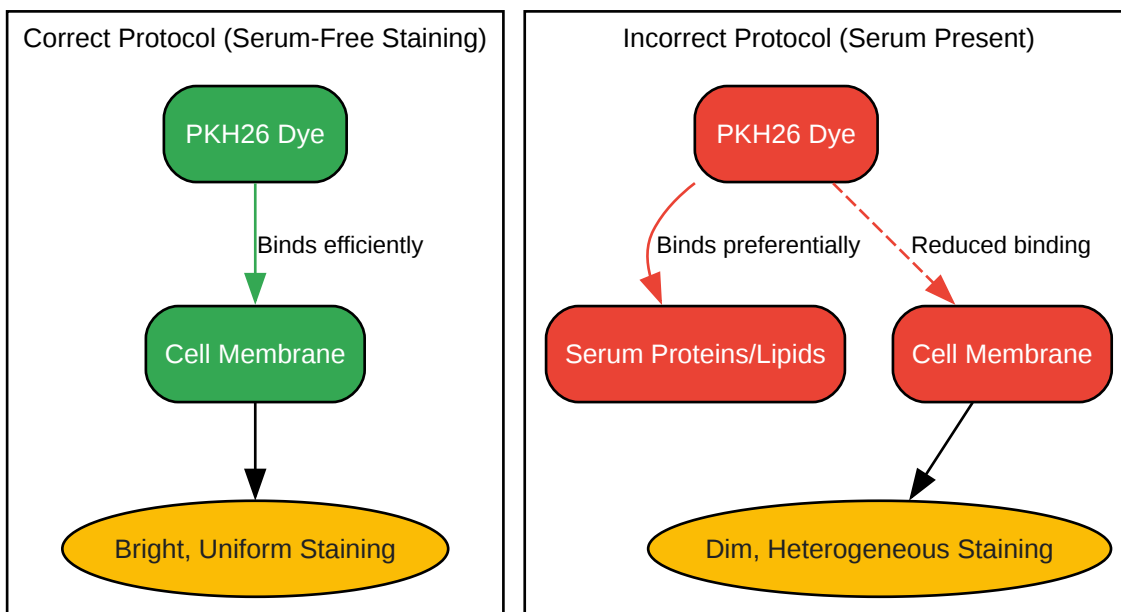 Correct Protocol (Serum-Free Staining)
PKH26 Dye
Binds efficiently
Cell Membrane
Bright, Uniform Staining
Incorrect Protocol (Serum Present)
PKH26 Dye
Binds preferentially
Reduced binding
Serum Proteins/Lipids
Cell Membrane
Dim, Heterogeneous Staining